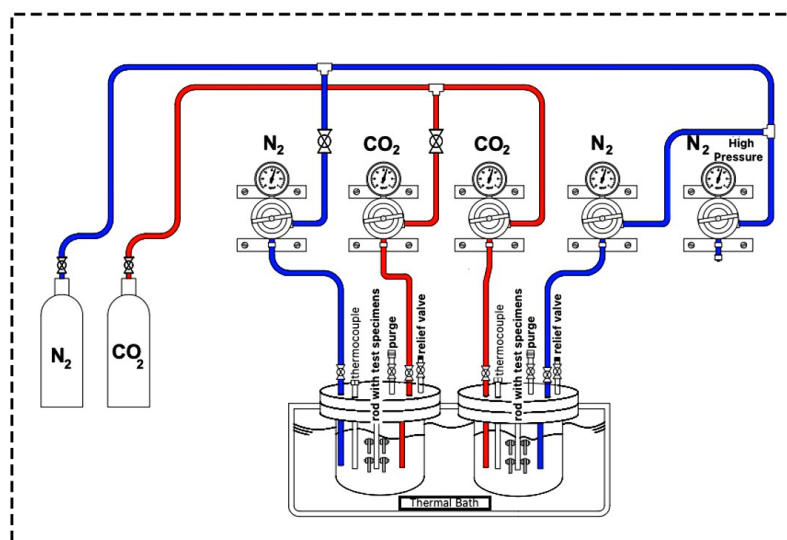 N2
CO2
CO2
N2
N2
High
Pressure
N2
CO2
thermocouple
rod with test specimens
purge
relief valve
thermocouple
rod with test specimens
purge
relief valve
Thermal Bath